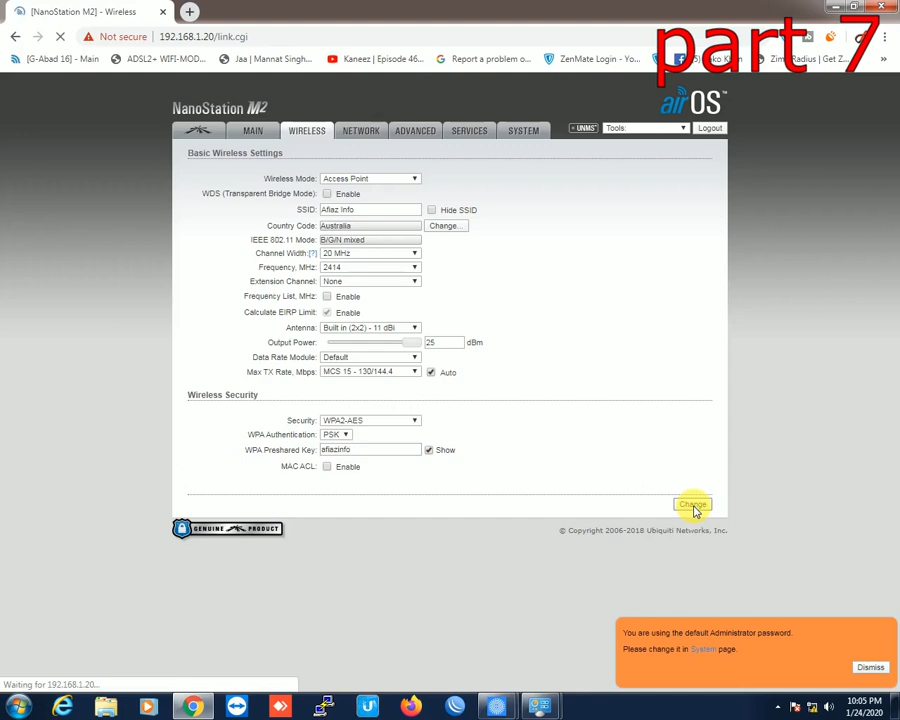 [NanoStation M2] - Wireless
Not secure 192.168.1.20/link.cgi
[G-Abad 16] - Main ADSL2+ WIFI-MOD... Jaa | Mannat Singh... Kaneez | Episode 46... Report a problem o... ZenMate Login - Yo... Radius | Get Z...
part 7
NanoStation M2 airOS™
MAIN WIRELESS NETWORK ADVANCED SERVICES SYSTEM UNMS Tools: Logout
Basic Wireless Settings
Wireless Mode: Access Point
WDS (Transparent Bridge Mode): Enable
SSID: Afiaz Info Hide SSID
Country Code: Australia Change...
IEEE 802.11 Mode: B/G/N mixed
Channel Width:[?] 20 MHz
Frequency, MHz: 2414
Extension Channel: None
Frequency List, MHz: Enable
Calculate EIRP Limit: Enable
Antenna: Built in (2x2) - 11 dBi
Output Power: 25 dBm
Data Rate Module: Default
Max TX Rate, Mbps: MCS 15 - 130/144.4 Auto
Wireless Security
Security: WPA2-AES
WPA Authentication: PSK
WPA Preshared Key: afiazinfo Show
MAC ACL: Enable
Change
GENUINE PRODUCT © Copyright 2006-2018 Ubiquiti Networks, Inc.
You are using the default Administrator password.
Please change it in System page.
Dismiss
Waiting for 192.168.1.20...
10:05 PM
1/24/2020